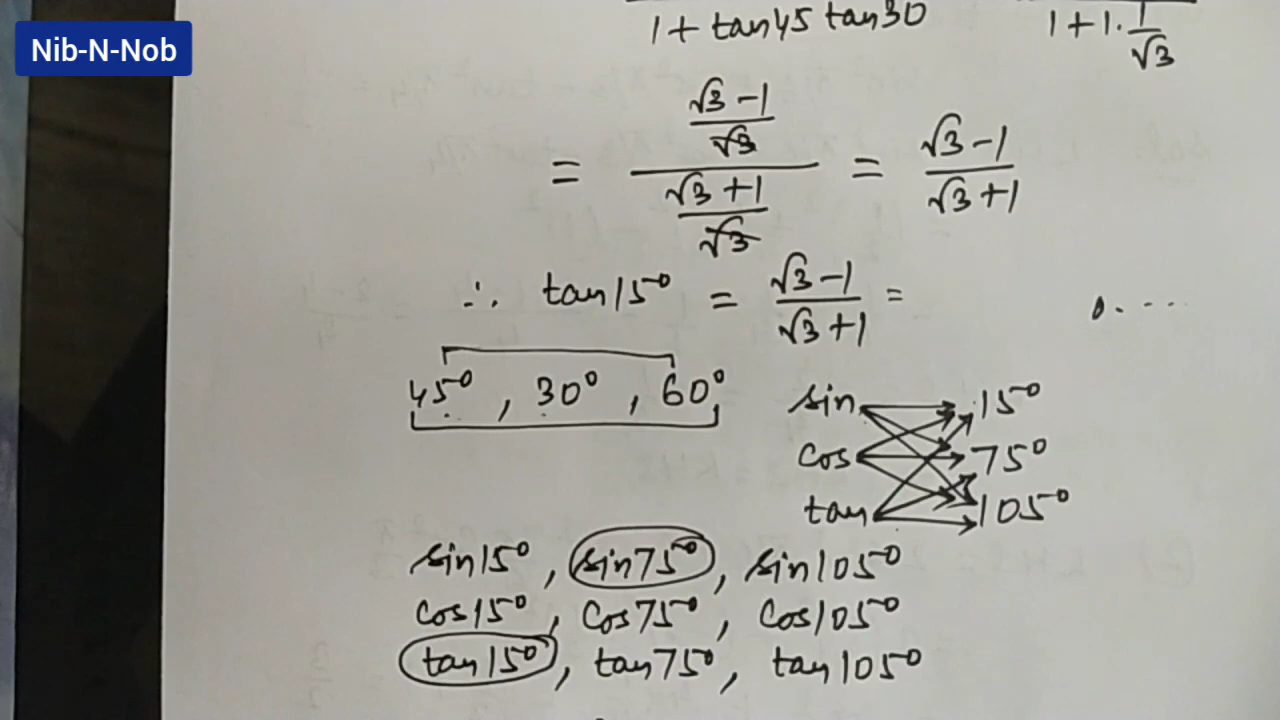 Nib-N-Nob
1 + tan45 tan30    1 + 1·1/√3
= ((√3 - 1)/√3)/((√3 + 1)/√3) = (√3 - 1)/(√3 + 1)
∴ tan15° = (√3 - 1)/(√3 + 1) =    0. ....
45°, 30°, 60°
sin 15°
cos 75°
tan 105°
sin15°, sin75°, sin105°
cos15°, cos75°, cos105°
tan15°, tan75°, tan105°